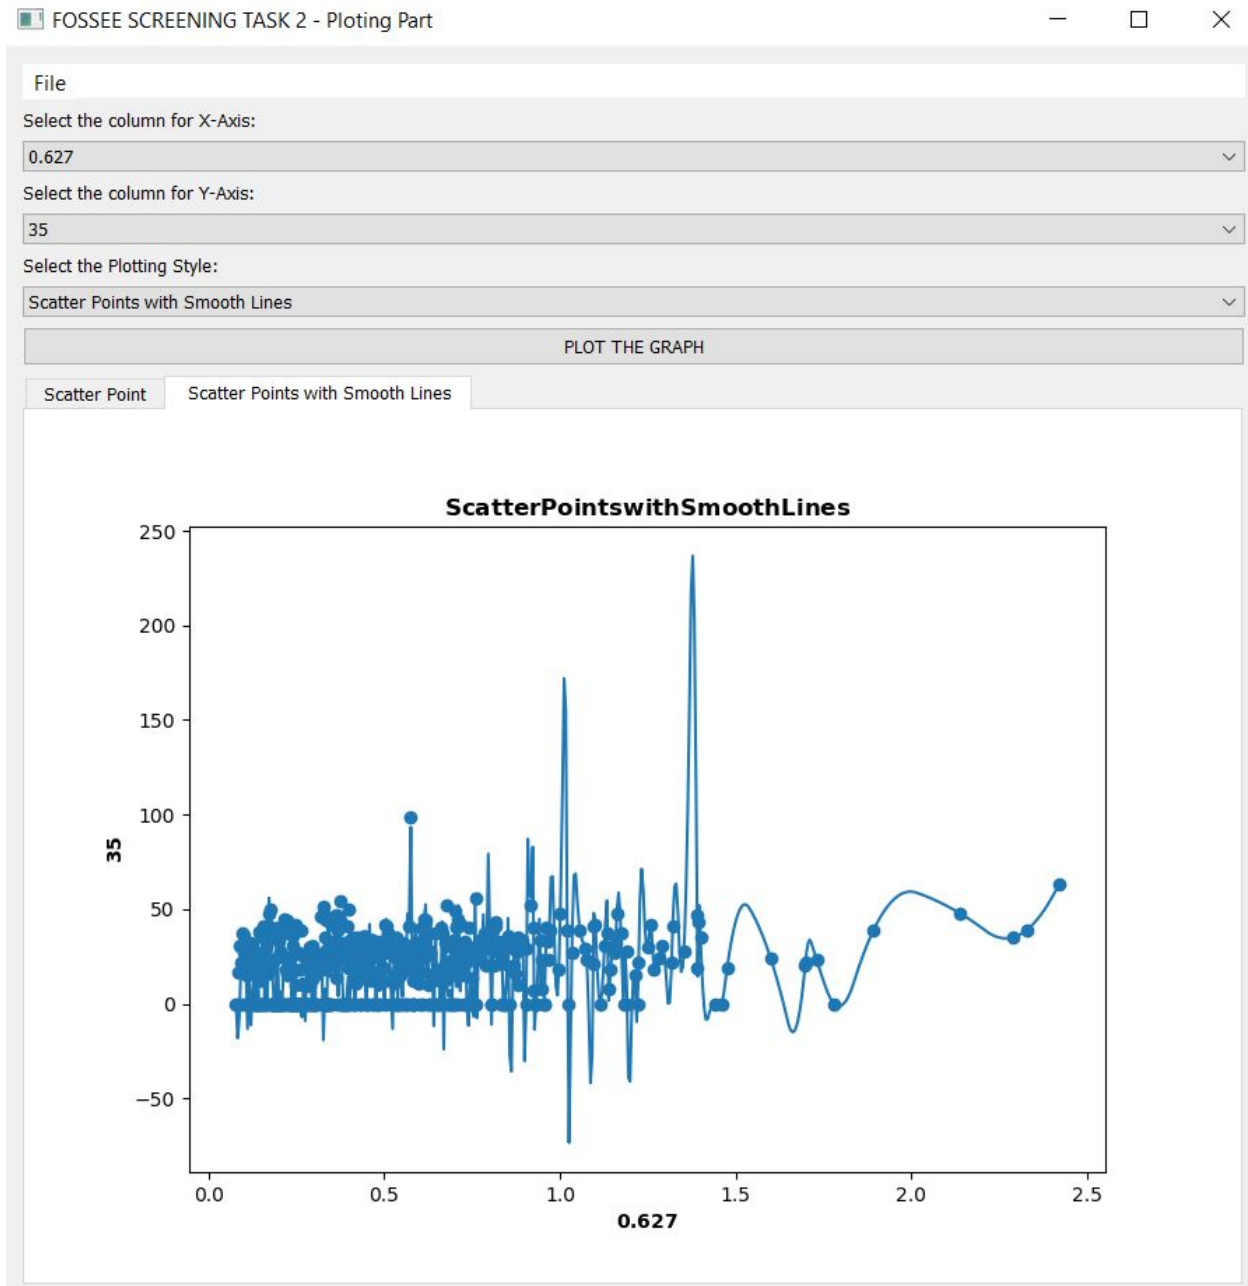 FOSSEE SCREENING TASK 2 - Ploting Part
File
Select the column for X-Axis:
0.627
Select the column for Y-Axis:
35
Select the Plotting Style:
Scatter Points with Smooth Lines
PLOT THE GRAPH
Scatter Point
Scatter Points with Smooth Lines
ScatterPointswithSmoothLines
250
200
150
100
50
0
−50
35
0.0 0.5 1.0 1.5 2.0 2.5
0.627